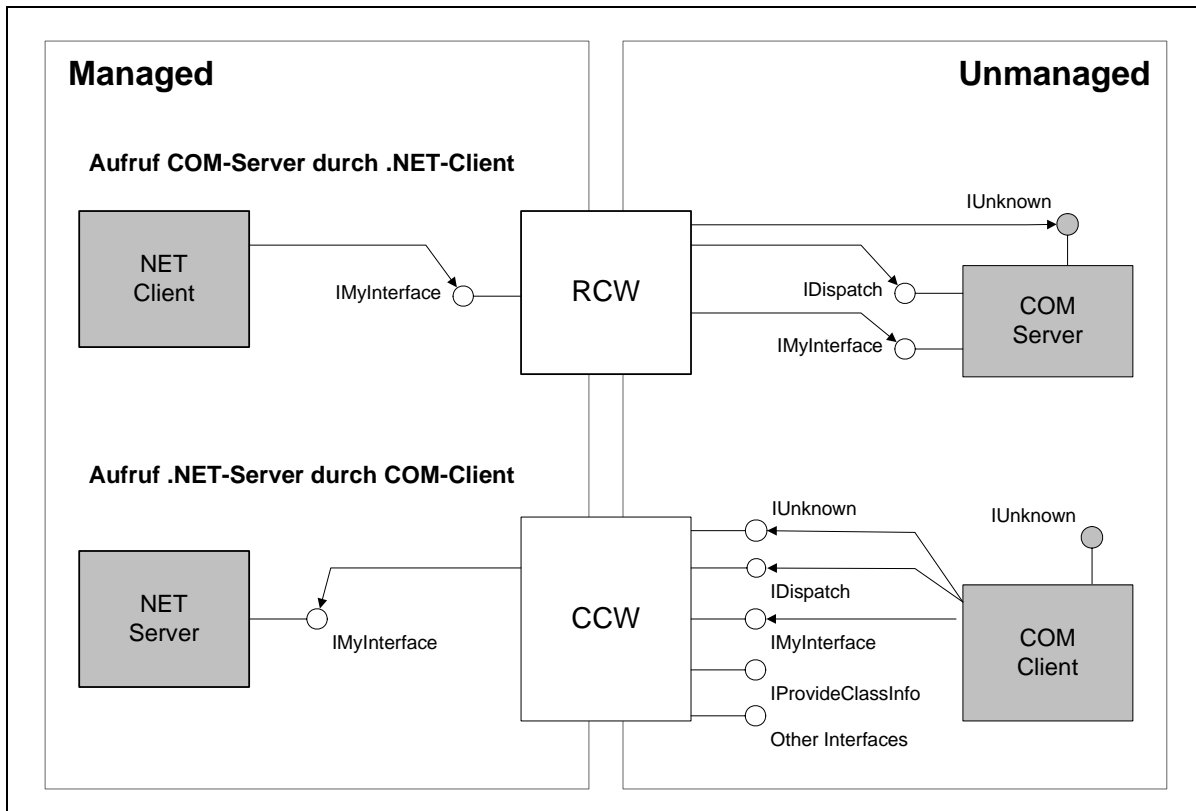 Managed
Unmanaged
Aufruf COM-Server durch .NET-Client
NET
Client
IMyInterface
RCW
IUnknown
IDispatch
IMyInterface
COM
Server
Aufruf .NET-Server durch COM-Client
NET
Server
IMyInterface
CCW
IUnknown
IDispatch
IMyInterface
IProvideClassInfo
Other Interfaces
IUnknown
COM
Client